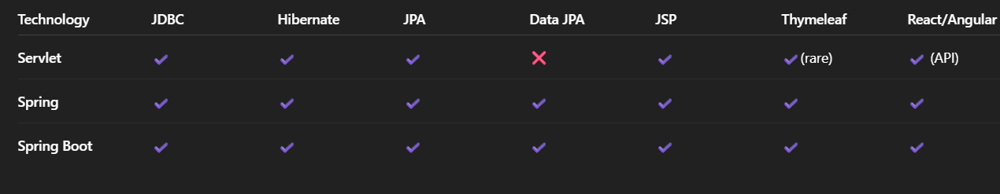 Technology JDBC Hibernate JPA Data JPA JSP Thymeleaf React/Angular
Servlet ✔ ✔ ✔ ❌ ✔ ✔ (rare) ✔ (API)
Spring ✔ ✔ ✔ ✔ ✔ ✔ ✔
Spring Boot ✔ ✔ ✔ ✔ ✔ ✔ ✔